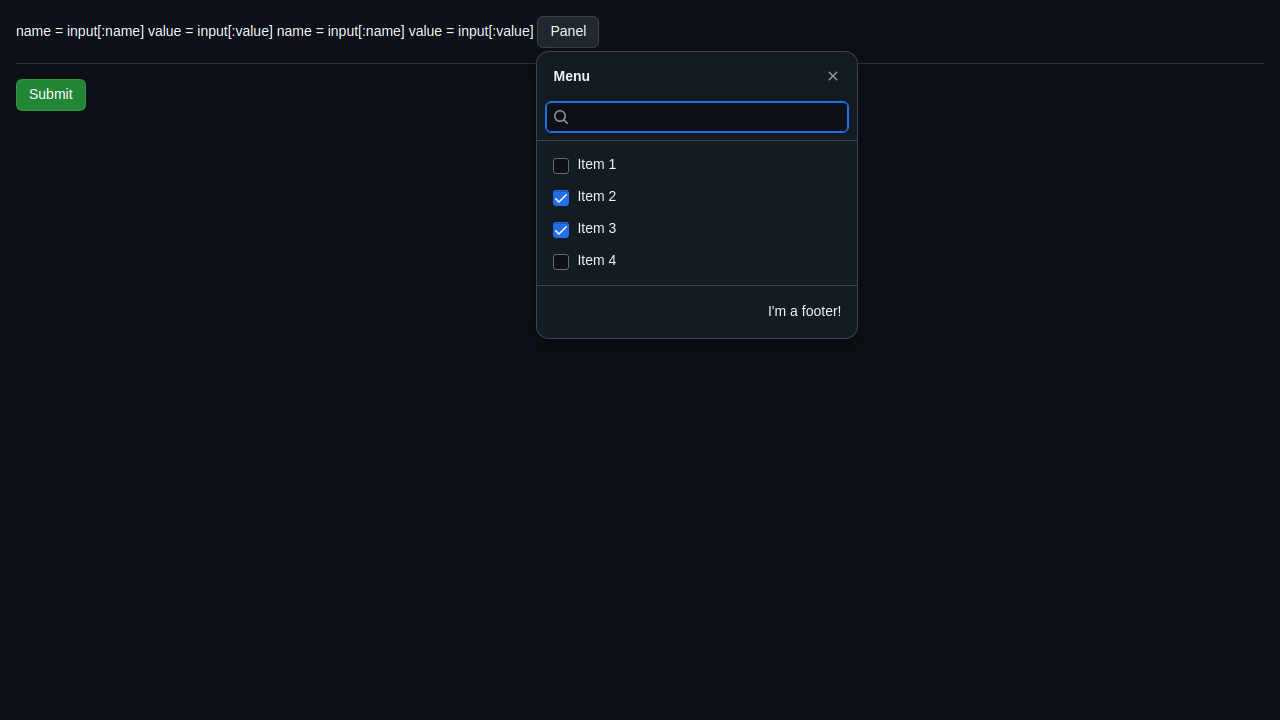 name = input[:name] value = input[:value] name = input[:name] value = input[:value] Panel
Menu
Submit
Item 1
Item 2
Item 3
Item 4
I'm a footer!